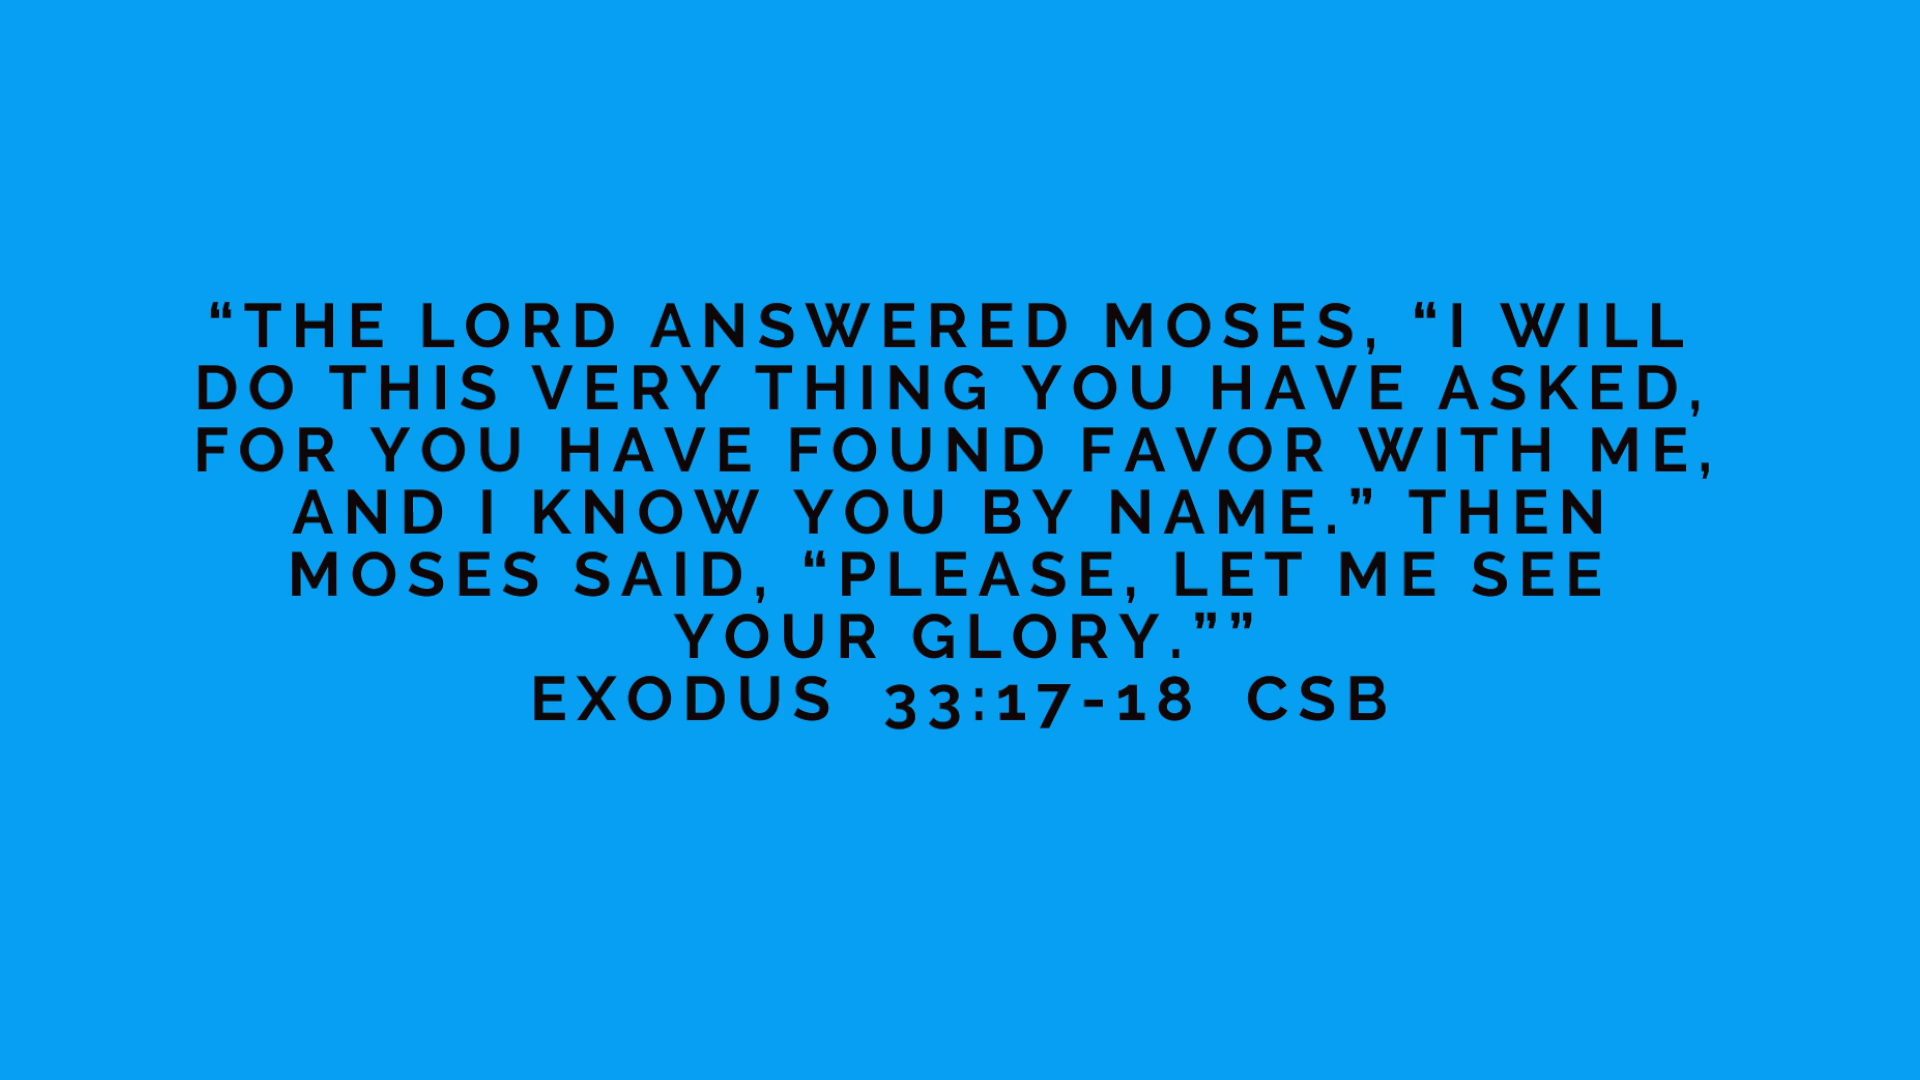 “THE LORD ANSWERED MOSES, “I WILL
DO THIS VERY THING YOU HAVE ASKED,
FOR YOU HAVE FOUND FAVOR WITH ME,
AND I KNOW YOU BY NAME.” THEN
MOSES SAID, “PLEASE, LET ME SEE
YOUR GLORY.””
EXODUS 33:17-18 CSB